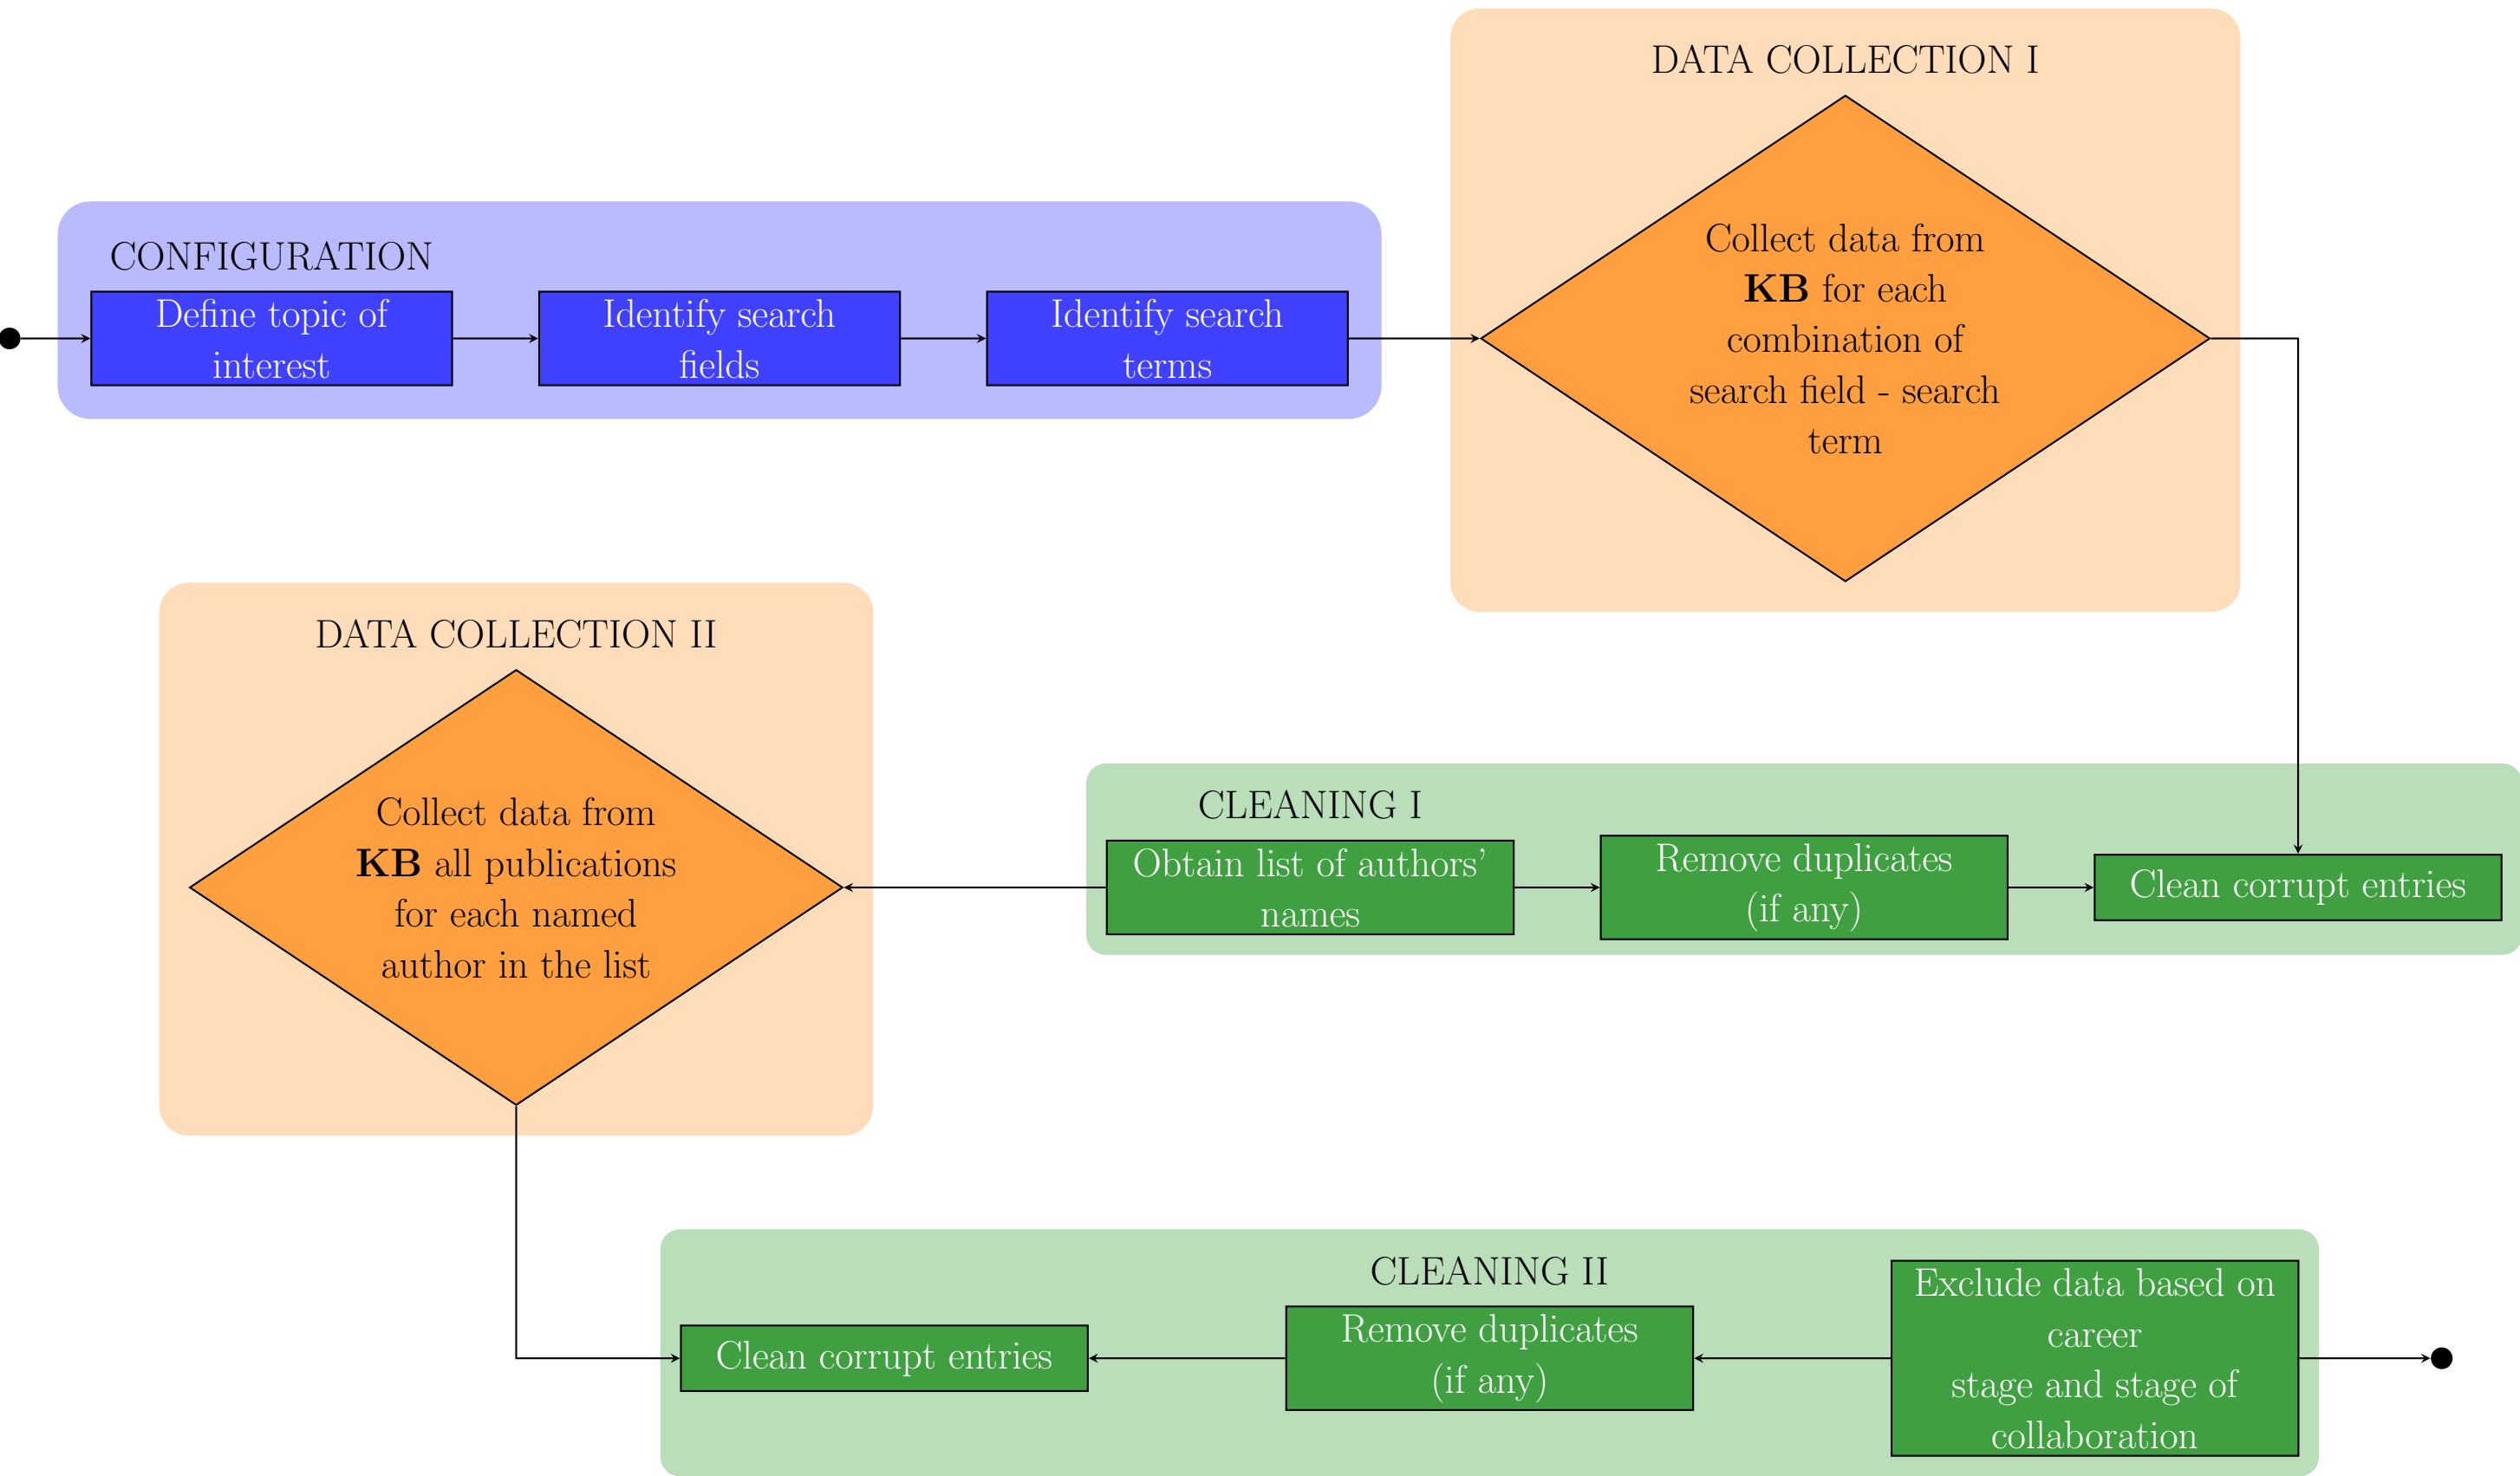 DATA COLLECTION I
Collect data from
KB for each
combination of
search field - search
term
CONFIGURATION
Define topic of
interest
Identify search
fields
Identify search
terms
DATA COLLECTION II
Collect data from
KB all publications
for each named
author in the list
CLEANING I
Obtain list of authors'
names
Remove duplicates
(if any)
Clean corrupt entries
CLEANING II
Clean corrupt entries
Remove duplicates
(if any)
Exclude data based on
career
stage and stage of
collaboration